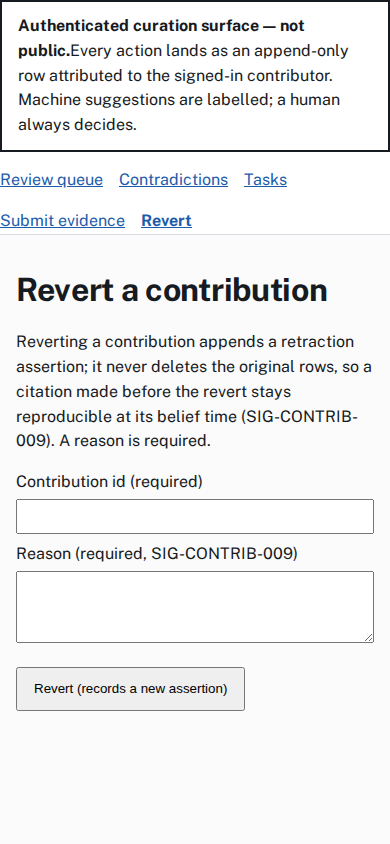 Authenticated curation surface — not
public.Every action lands as an append-only
row attributed to the signed-in contributor.
Machine suggestions are labelled; a human
always decides.
Review queue Contradictions Tasks
Submit evidence Revert
Revert a contribution
Reverting a contribution appends a retraction
assertion; it never deletes the original rows, so a
citation made before the revert stays
reproducible at its belief time (SIG-CONTRIB-
009). A reason is required.
Contribution id (required)
Reason (required, SIG-CONTRIB-009)
Revert (records a new assertion)